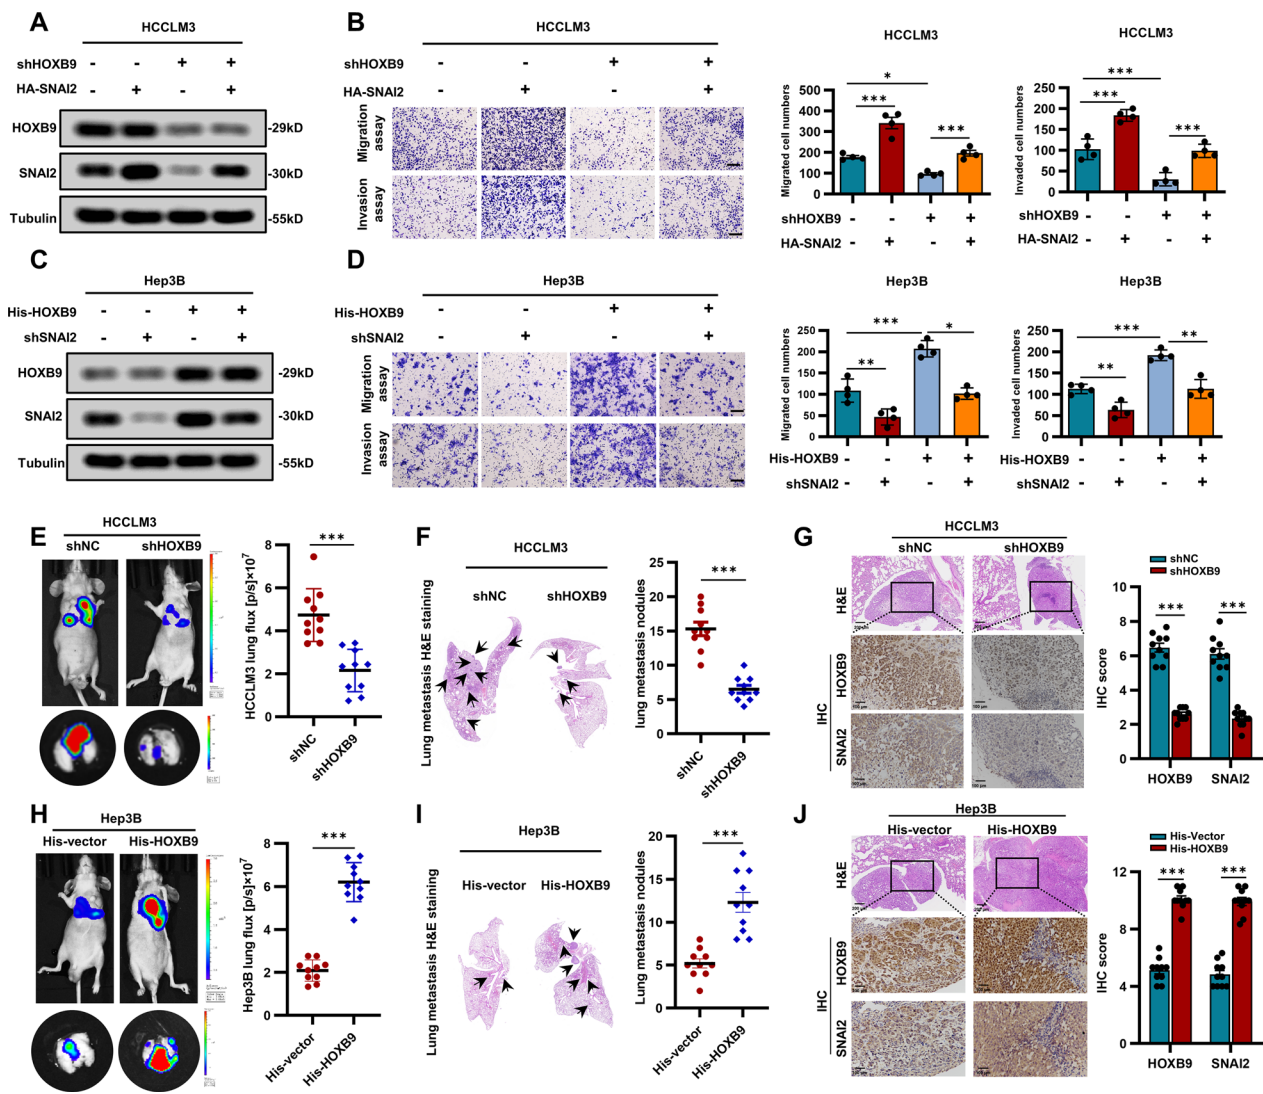 A
HCCLM3
shHOXB9 - - + +
HA-SNAI2 - + - +
HOXB9 -29kD
SNAI2 -30kD
Tubulin -55kD
B
HCCLM3
shHOXB9 - - + +
HA-SNAI2 - + - +
Migration assay
Invasion assay
HCCLM3
Migrated cell numbers
500
400
300
200
100
0
* *** ***
shHOXB9 - - + +
HA-SNAI2 - + - +
HCCLM3
Invaded cell numbers
250
200
150
100
50
0
*** *** ***
shHOXB9 - - + +
HA-SNAI2 - + - +
C
Hep3B
His-HOXB9 - - + +
shSNAI2 - + - +
HOXB9 -29kD
SNAI2 -30kD
Tubulin -55kD
D
Hep3B
His-HOXB9 - - + +
shSNAI2 - + - +
Migration assay
Invasion assay
Hep3B
Migrated cell numbers
250
200
150
100
50
0
*** ** *
His-HOXB9 - - + +
shSNAI2 - + - +
Hep3B
Invaded cell numbers
250
200
150
100
50
0
*** ** **
His-HOXB9 - - + +
shSNAI2 - + - +
E
HCCLM3
shNC shHOXB9
HCCLM3 lung flux [p/s]×10⁷
8
6
4
2
0
***
shNC shHOXB9
F
HCCLM3
shNC shHOXB9
Lung metastasis H&E staining
lung metastasis nodules
25
20
15
10
5
0
***
shNC shHOXB9
G
HCCLM3
shNC shHOXB9
H&E
IHC
HOXB9
SNAI2
100 μm
shNC
shHOXB9
IHC score
10
8
6
4
2
0
*** ***
HOXB9 SNAI2
H
Hep3B
His-vector His-HOXB9
Hep3B lung flux [p/s]×10⁷
8
6
4
2
0
***
His-vector His-HOXB9
I
Hep3B
His-vector His-HOXB9
Lung metastasis H&E staining
Lung metastasis nodules
20
15
10
5
0
***
His-vector His-HOXB9
J
Hep3B
His-vector His-HOXB9
H&E
IHC
HOXB9
SNAI2
His-Vector
His-HOXB9
IHC score
12
8
4
0
*** ***
HOXB9 SNAI2